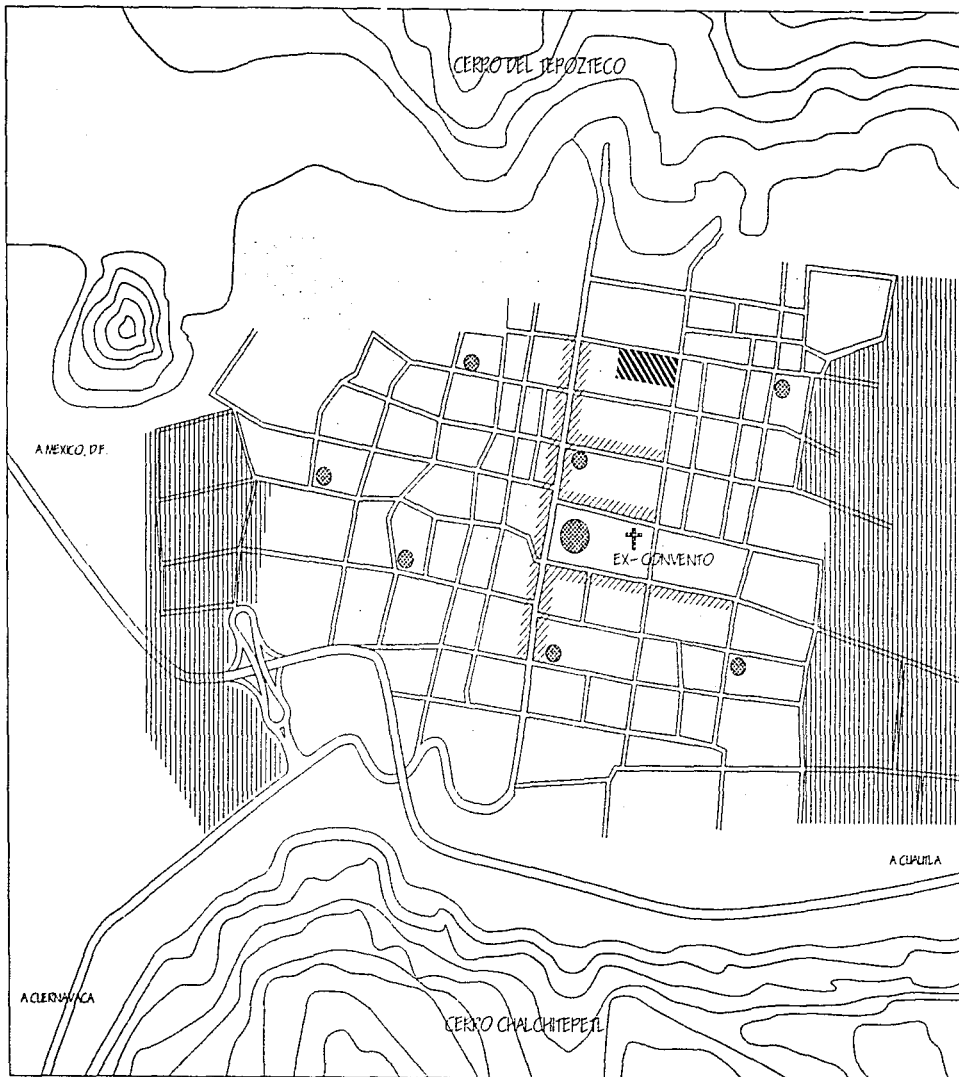 CERRO DEL TEPOZTECO
A MEXICO, D.F.
EX-CONVENTO
A CUAUTLA
A CUERNAVACA
CERRO CHALCHITEPETL